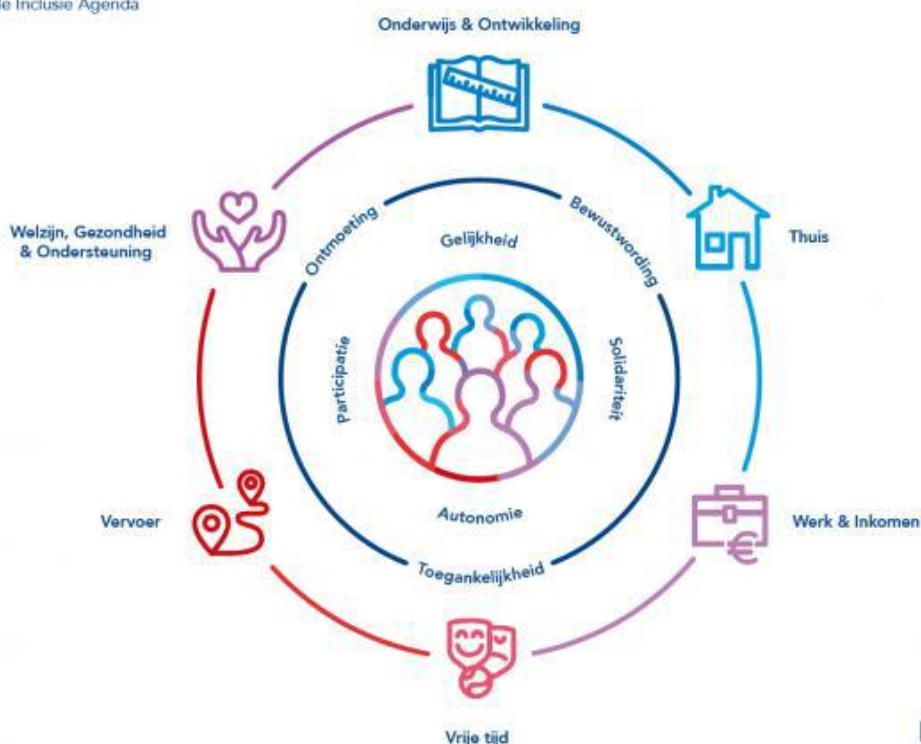 Inclusie Agenda
Onderwijs & Ontwikkeling
Ontmoeting
Bewustwording
Gelijkheid
Welzijn, Gezondheid
& Ondersteuning
Thuis
Participatie
Solidariteit
Autonomie
Vervoer
Werk & Inkomen
Toegankelijkheid
Vrije tijd